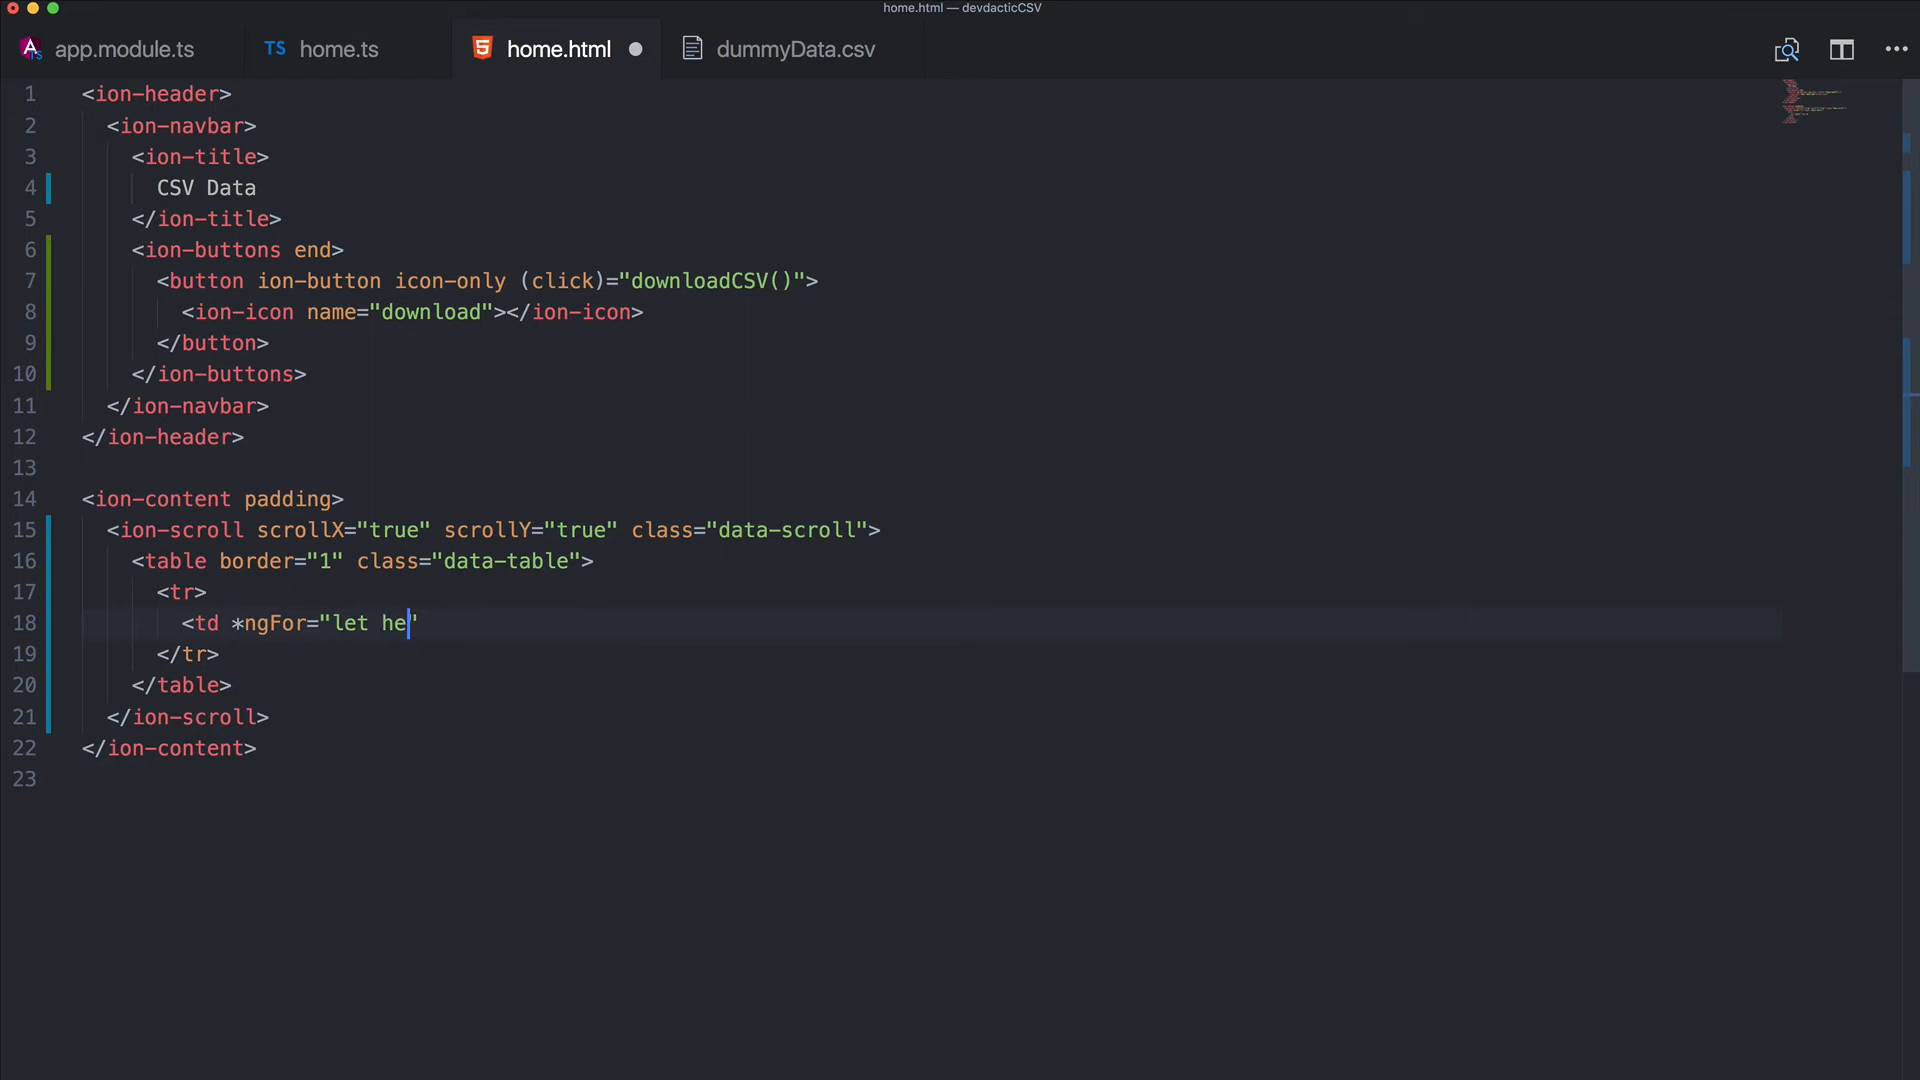 home.html — devdacticCSV
app.module.ts
TS home.ts
home.html
dummyData.csv
1 <ion-header>
2 <ion-navbar>
3 <ion-title>
4 CSV Data
5 </ion-title>
6 <ion-buttons end>
7 <button ion-button icon-only (click)="downloadCSV()">
8 <ion-icon name="download"></ion-icon>
9 </button>
10 </ion-buttons>
11 </ion-navbar>
12 </ion-header>
13
14 <ion-content padding>
15 <ion-scroll scrollX="true" scrollY="true" class="data-scroll">
16 <table border="1" class="data-table">
17 <tr>
18 <td *ngFor="let he"
19 </tr>
20 </table>
21 </ion-scroll>
22 </ion-content>
23